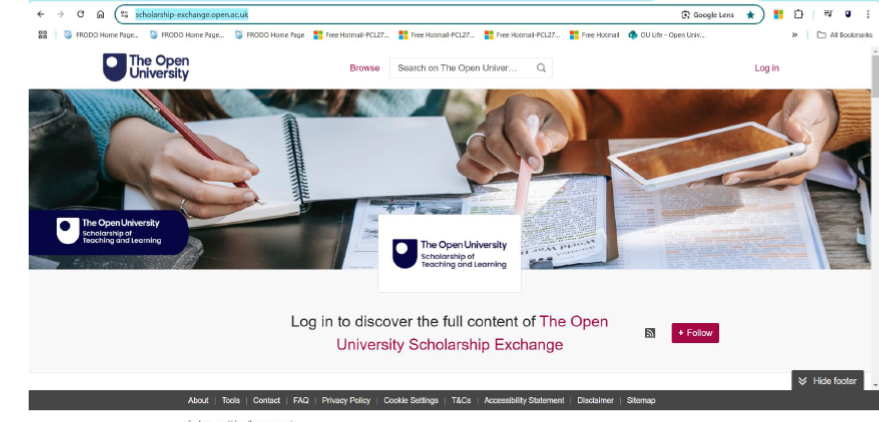 scholarship-exchange.open.ac.uk
Google Lens
FRODO Home Page...
FRODO Home Page...
FRODO Home Page
Free Hotmail-PCL27...
Free Hotmail-PCL27...
Free Hotmail-PCL27...
Free Hotmail
OU Life - Open Univ...
»
All Bookmarks
The Open
University
Browse
Search on The Open Univer...
Log in
The Open University
Scholarship of
Teaching and Learning
The Open University
Scholarship of
Teaching and Learning
Log in to discover the full content of The Open
University Scholarship Exchange
+ Follow
Hide footer
About | Tools | Contact | FAQ | Privacy Policy | Cookie Settings | T&Cs | Accessibility Statement | Disclaimer | Sitemap